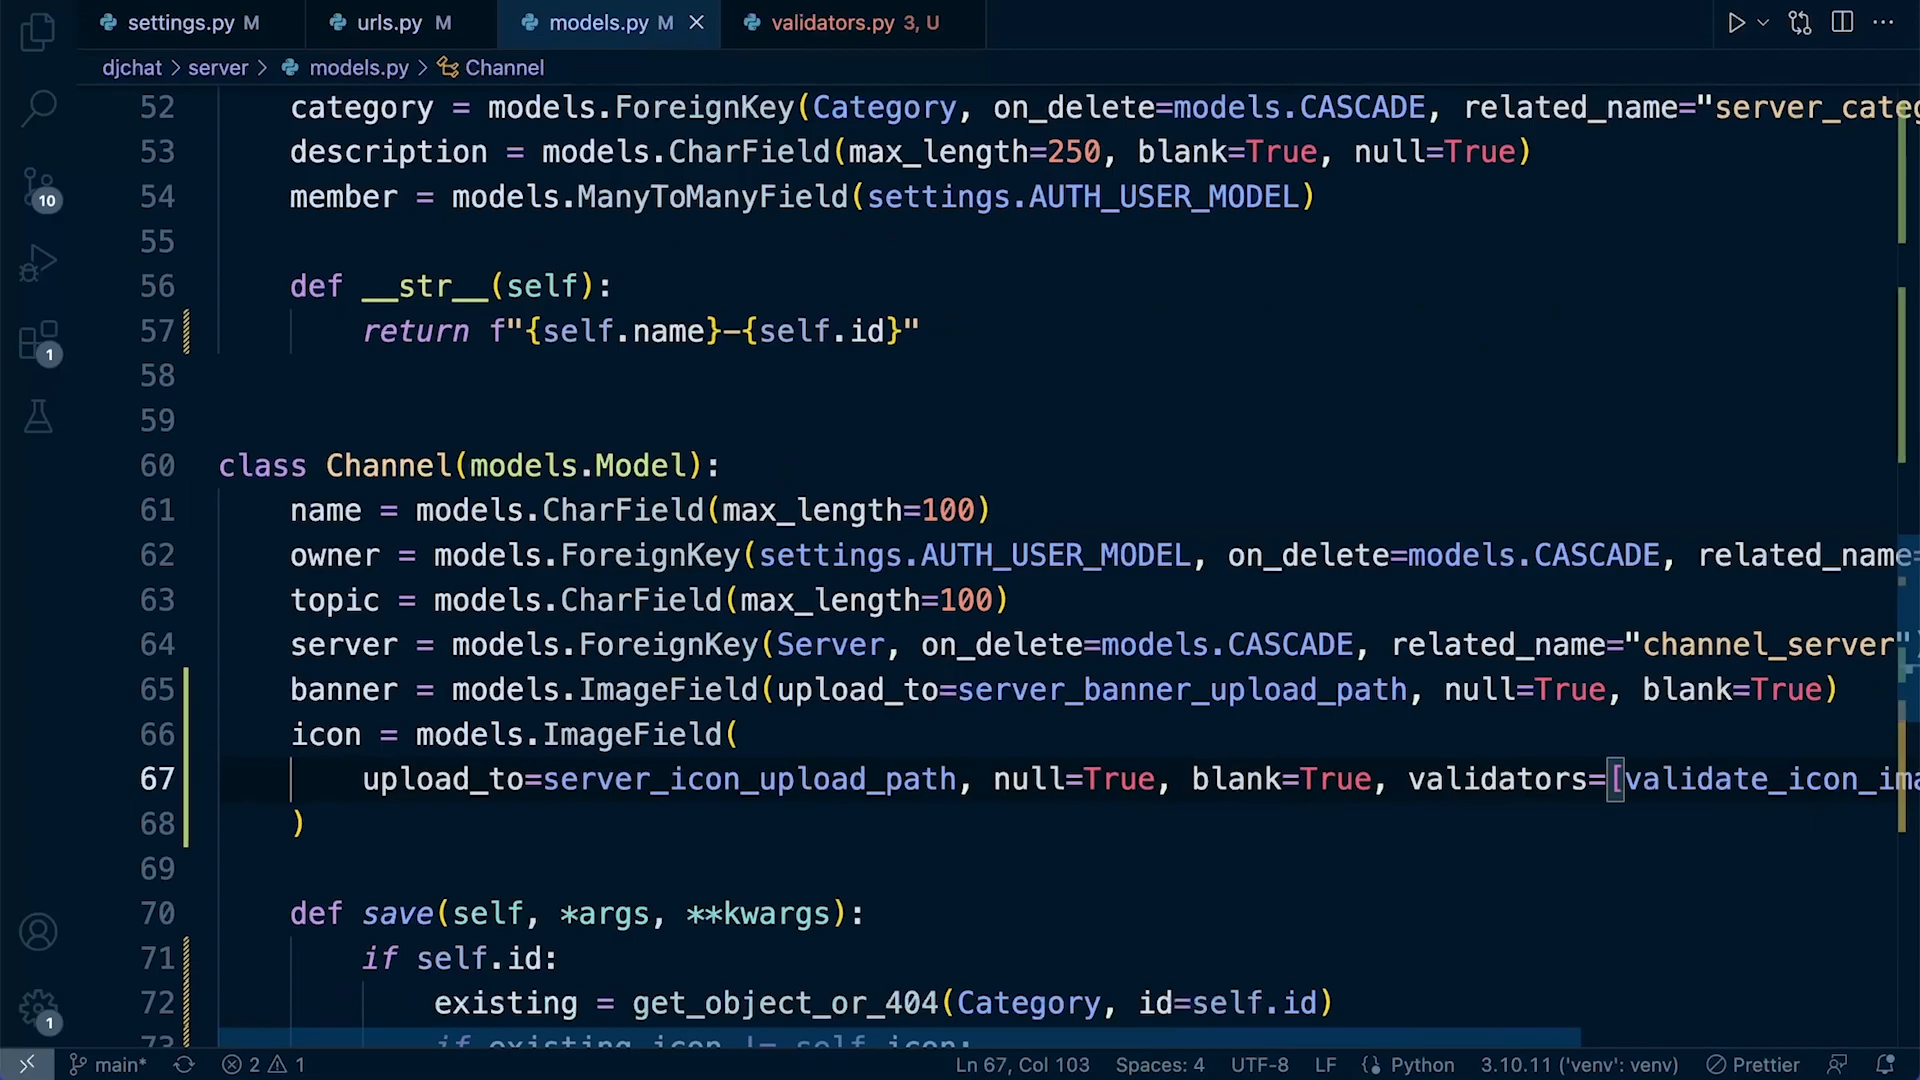 settings.py M urls.py M models.py M validators.py 3, U
djchat > server > models.py > Channel
52 category = models.ForeignKey(Category, on_delete=models.CASCADE, related_name="server_categ
53 description = models.CharField(max_length=250, blank=True, null=True)
54 member = models.ManyToManyField(settings.AUTH_USER_MODEL)
55
56 def __str__(self):
57 return f"{self.name}-{self.id}"
58
59
60 class Channel(models.Model):
61 name = models.CharField(max_length=100)
62 owner = models.ForeignKey(settings.AUTH_USER_MODEL, on_delete=models.CASCADE, related_name=
63 topic = models.CharField(max_length=100)
64 server = models.ForeignKey(Server, on_delete=models.CASCADE, related_name="channel_server")
65 banner = models.ImageField(upload_to=server_banner_upload_path, null=True, blank=True)
66 icon = models.ImageField(
67 upload_to=server_icon_upload_path, null=True, blank=True, validators=[validate_icon_ima
68 )
69
70 def save(self, *args, **kwargs):
71 if self.id:
72 existing = get_object_or_404(Category, id=self.id)
73 if existing.icon != self.icon:
10
1
1
main* 2 1 Ln 67, Col 103 Spaces: 4 UTF-8 LF Python 3.10.11 ('venv': venv) Prettier